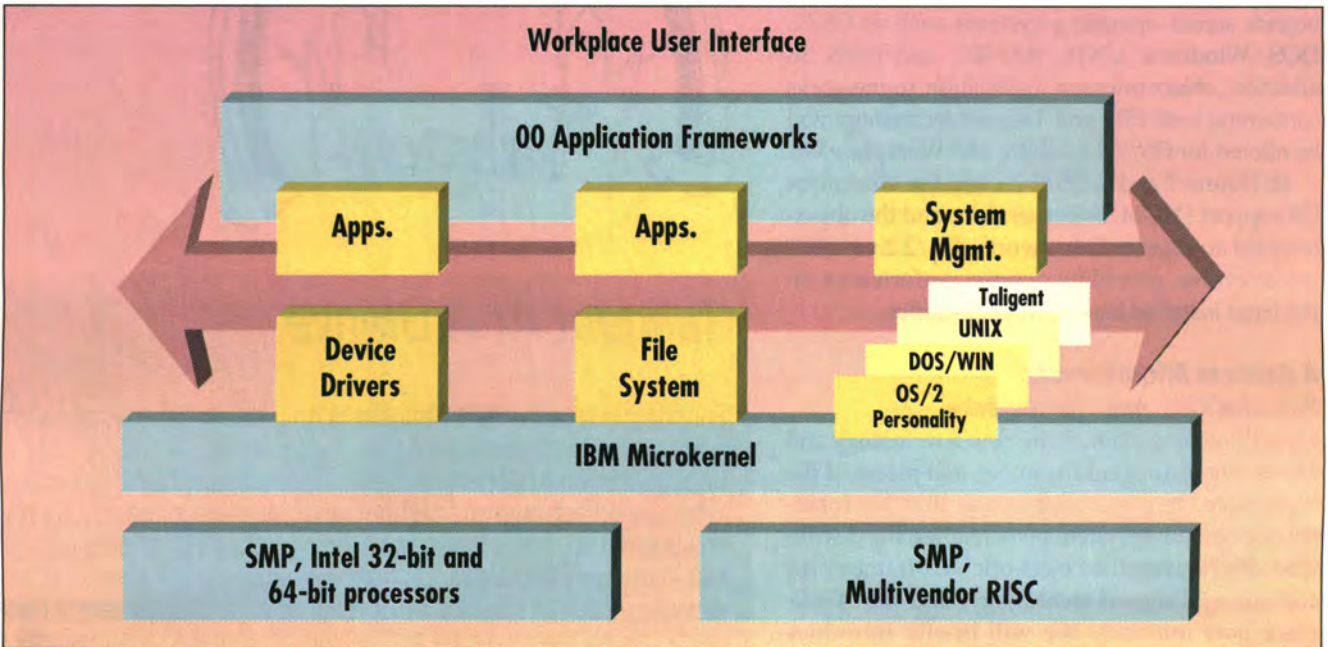 Workplace User Interface
OO Application Frameworks
Apps.
Apps.
System
Mgmt.
Taligent
UNIX
DOS/WIN
OS/2
Personality
Device
Drivers
File
System
IBM Microkernel
SMP, Intel 32-bit and
64-bit processors
SMP,
Multivendor RISC